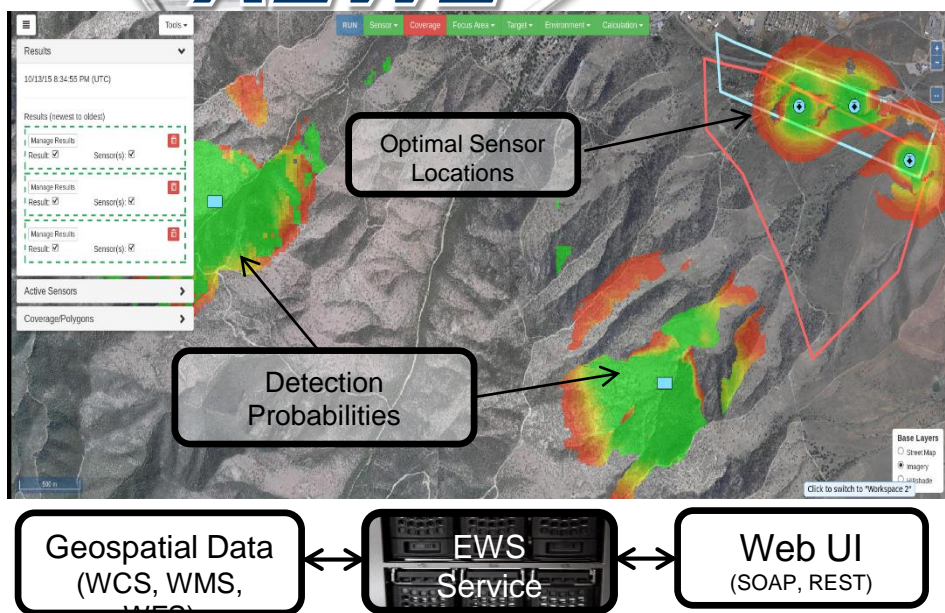 Tools
RUN Sensor Coverage Focus Area Target Environment Calculation
Results
10/13/15 8:34:55 PM (UTC)
Results (newest to oldest)
Manage Results
Result: Sensor(s):
Manage Results
Result: Sensor(s):
Manage Results
Result: Sensor(s):
Active Sensors
Coverage/Polygons
Optimal Sensor
Locations
Detection
Probabilities
Base Layers
Street Map
Imagery
Hillshade
Click to switch to "Workspace 2"
500 m
Geospatial Data
(WCS, WMS,
WFS)
EWS
Service
Web UI
(SOAP, REST)